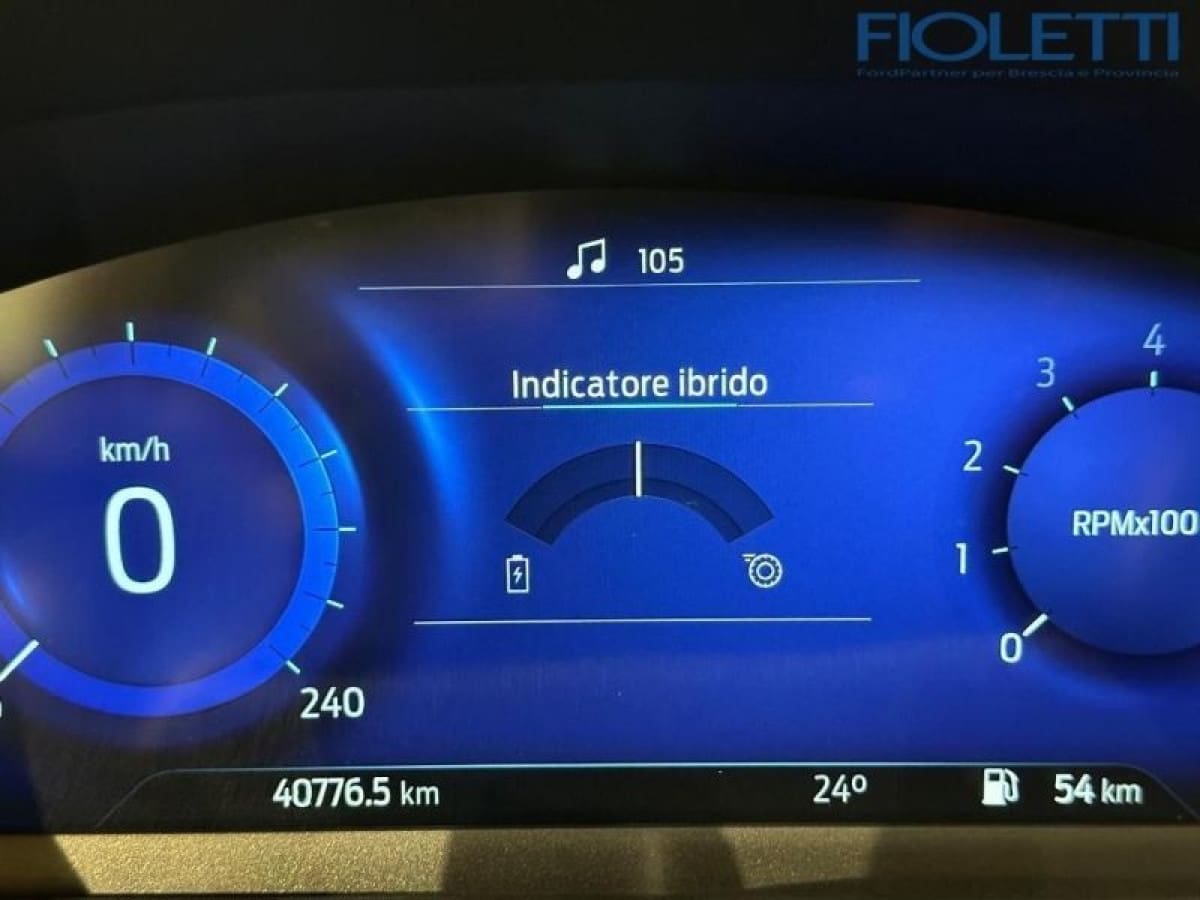 FIOLETTI
FordPartner per Brescia e Provincia
105
Indicatore ibrido
km/h
0
240
4
3
2
1
0
RPMx100
40776.5 km
24º
54 km